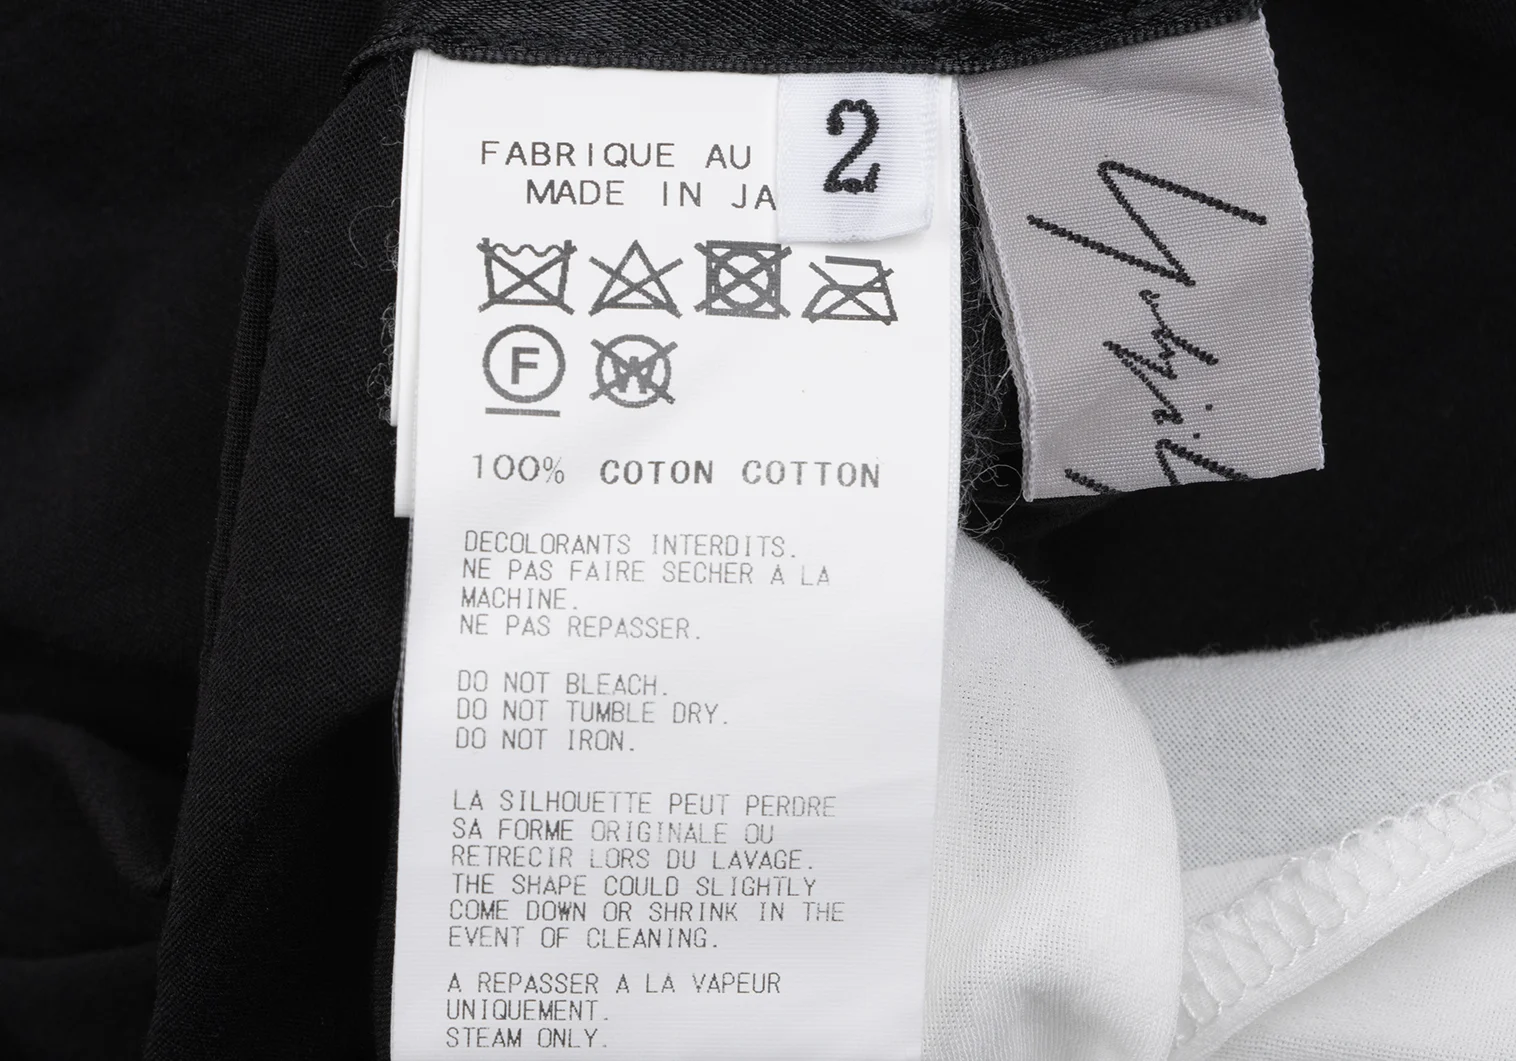 2
FABRIQUE AU
MADE IN JA
F
W
100% COTON COTTON
DECOLORANTS INTERDITS.
NE PAS FAIRE SECHER A LA
MACHINE.
NE PAS REPASSER.
DO NOT BLEACH.
DO NOT TUMBLE DRY.
DO NOT IRON.
LA SILHOUETTE PEUT PERDRE
SA FORME ORIGINALE OU
RETRECIR LORS DU LAVAGE.
THE SHAPE COULD SLIGHTLY
COME DOWN OR SHRINK IN THE
EVENT OF CLEANING.
A REPASSER A LA VAPEUR
UNIQUEMENT.
STEAM ONLY.